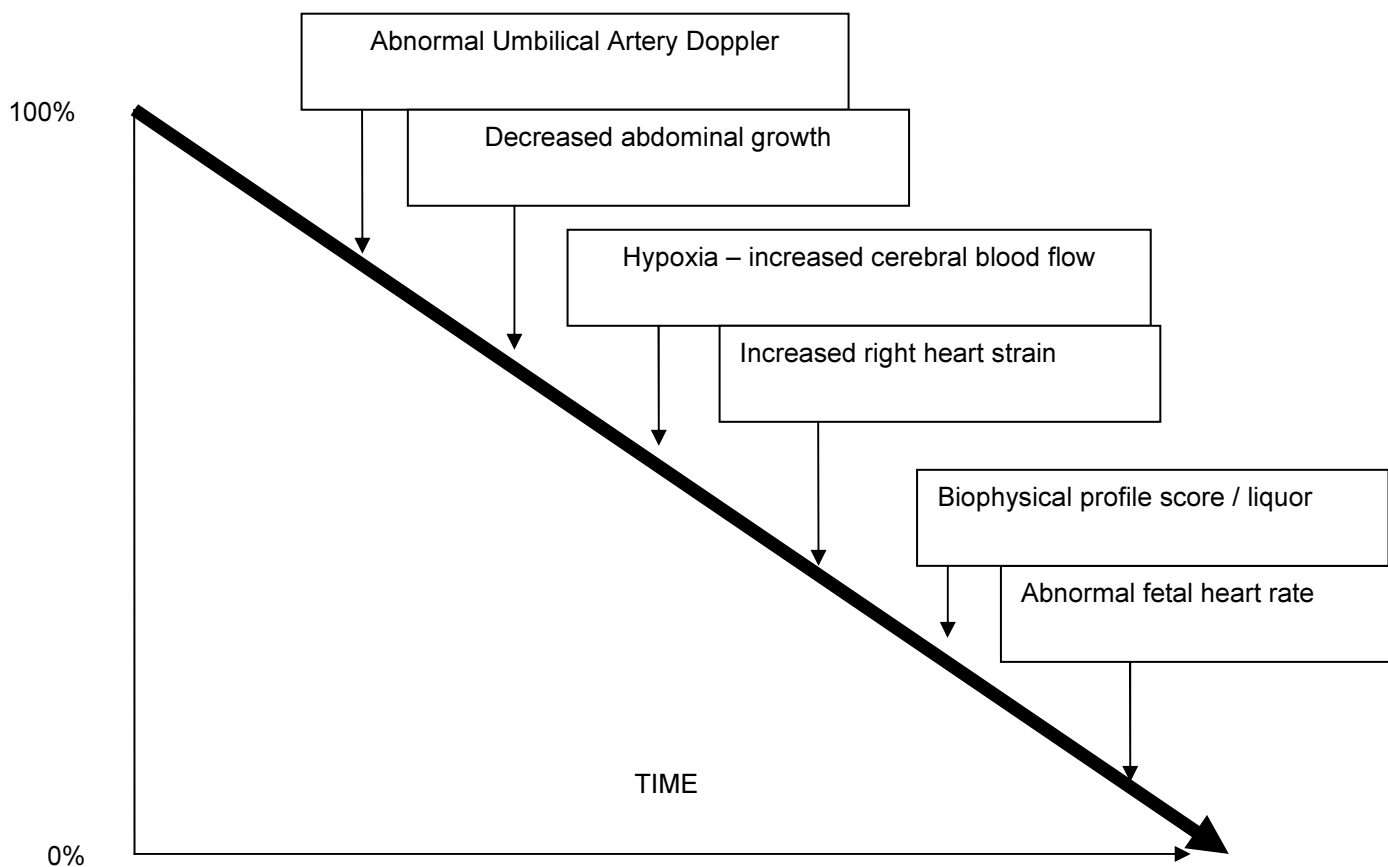 Abnormal Umbilical Artery Doppler
100%
Decreased abdominal growth
Hypoxia – increased cerebral blood flow
Increased right heart strain
Biophysical profile score / liquor
Abnormal fetal heart rate
TIME
0%